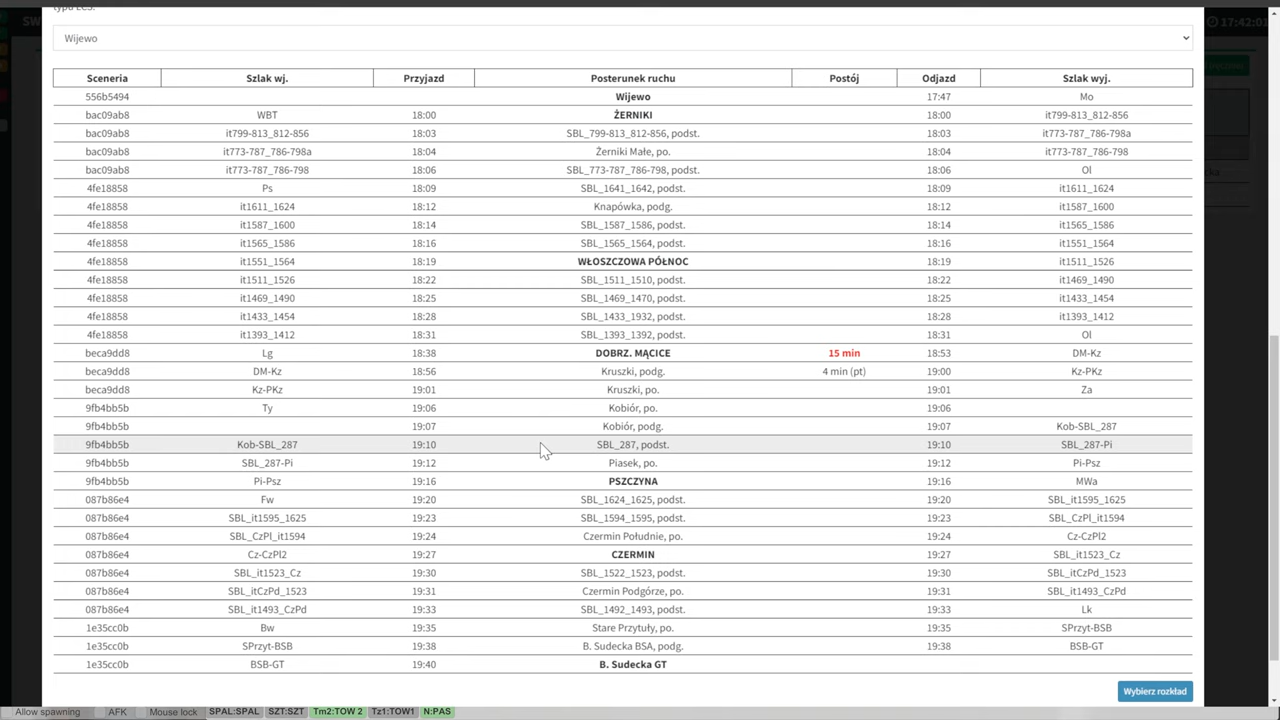 typu LCS.
SW
17:42:01
Wijewo
Sceneria Szlak wj. Przyjazd Posterunek ruchu Postój Odjazd Szlak wyj.
556b5494 Wijewo 17:47 Mo
bac09ab8 WBT 18:00 ŻERNIKI 18:00 it799-813_812-856
bac09ab8 it799-813_812-856 18:03 SBL_799-813_812-856, podst. 18:03 it773-787_786-798a
bac09ab8 it773-787_786-798a 18:04 Żerniki Małe, po. 18:04 it773-787_786-798
bac09ab8 it773-787_786-798 18:06 SBL_773-787_786-798, podst. 18:06 Ol
4fe18858 Ps 18:09 SBL_1641_1642, podst. 18:09 it1611_1624
4fe18858 it1611_1624 18:12 Knapówka, podg. 18:12 it1587_1600
4fe18858 it1587_1600 18:14 SBL_1587_1586, podst. 18:14 it1565_1586
4fe18858 it1565_1586 18:16 SBL_1565_1564, podst. 18:16 it1551_1564
4fe18858 it1551_1564 18:19 WŁOSZCZOWA PÓŁNOC 18:19 it1511_1526
4fe18858 it1511_1526 18:22 SBL_1511_1510, podst. 18:22 it1469_1490
4fe18858 it1469_1490 18:25 SBL_1469_1470, podst. 18:25 it1433_1454
4fe18858 it1433_1454 18:28 SBL_1433_1932, podst. 18:28 it1393_1412
4fe18858 it1393_1412 18:31 SBL_1393_1392, podst. 18:31 Ol
beca9dd8 Lg 18:38 DOBRZ. MĄCICE 15 min 18:53 DM-Kz
beca9dd8 DM-Kz 18:56 Kruszki, podg. 4 min (pt) 19:00 Kz-PKz
beca9dd8 Kz-PKz 19:01 Kruszki, po. 19:01 Za
9fb4bb5b Ty 19:06 Kobiór, po. 19:06
9fb4bb5b 19:07 Kobiór, podg. 19:07 Kob-SBL_287
9fb4bb5b Kob-SBL_287 19:10 SBL_287, podst. 19:10 SBL_287-Pi
9fb4bb5b SBL_287-Pi 19:12 Piasek, po. 19:12 Pi-Psz
9fb4bb5b Pi-Psz 19:16 PSZCZYNA 19:16 MWa
087b86e4 Fw 19:20 SBL_1624_1625, podst. 19:20 SBL_it1595_1625
087b86e4 SBL_it1595_1625 19:23 SBL_1594_1595, podst. 19:23 SBL_CzPl_it1594
087b86e4 SBL_CzPl_it1594 19:24 Czermin Południe, po. 19:24 Cz-CzPl2
087b86e4 Cz-CzPl2 19:27 CZERMIN 19:27 SBL_it1523_Cz
087b86e4 SBL_it1523_Cz 19:30 SBL_1522_1523, podst. 19:30 SBL_itCzPd_1523
087b86e4 SBL_itCzPd_1523 19:31 Czermin Podgórze, po. 19:31 SBL_it1493_CzPd
087b86e4 SBL_it1493_CzPd 19:33 SBL_1492_1493, podst. 19:33 Lk
1e35cc0b Bw 19:35 Stare Przytuły, po. 19:35 SPrzyt-BSB
1e35cc0b SPrzyt-BSB 19:38 B. Sudecka BSA, podg. 19:38 BSB-GT
1e35cc0b BSB-GT 19:40 B. Sudecka GT
Wybierz rozkład
Allow spawning AFK Mouse lock SPAL:SPAL SZT:SZT Tm2:TOW 2 Tz1:TOW1 N:PAS